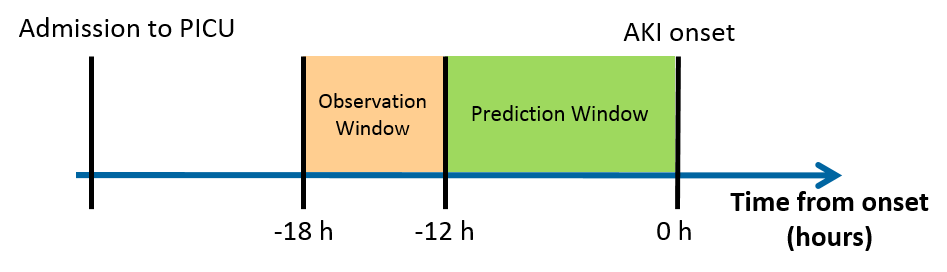 Admission to PICU
AKI onset
Observation
Window
Prediction Window
-18 h
-12 h
0 h
Time from onset
(hours)